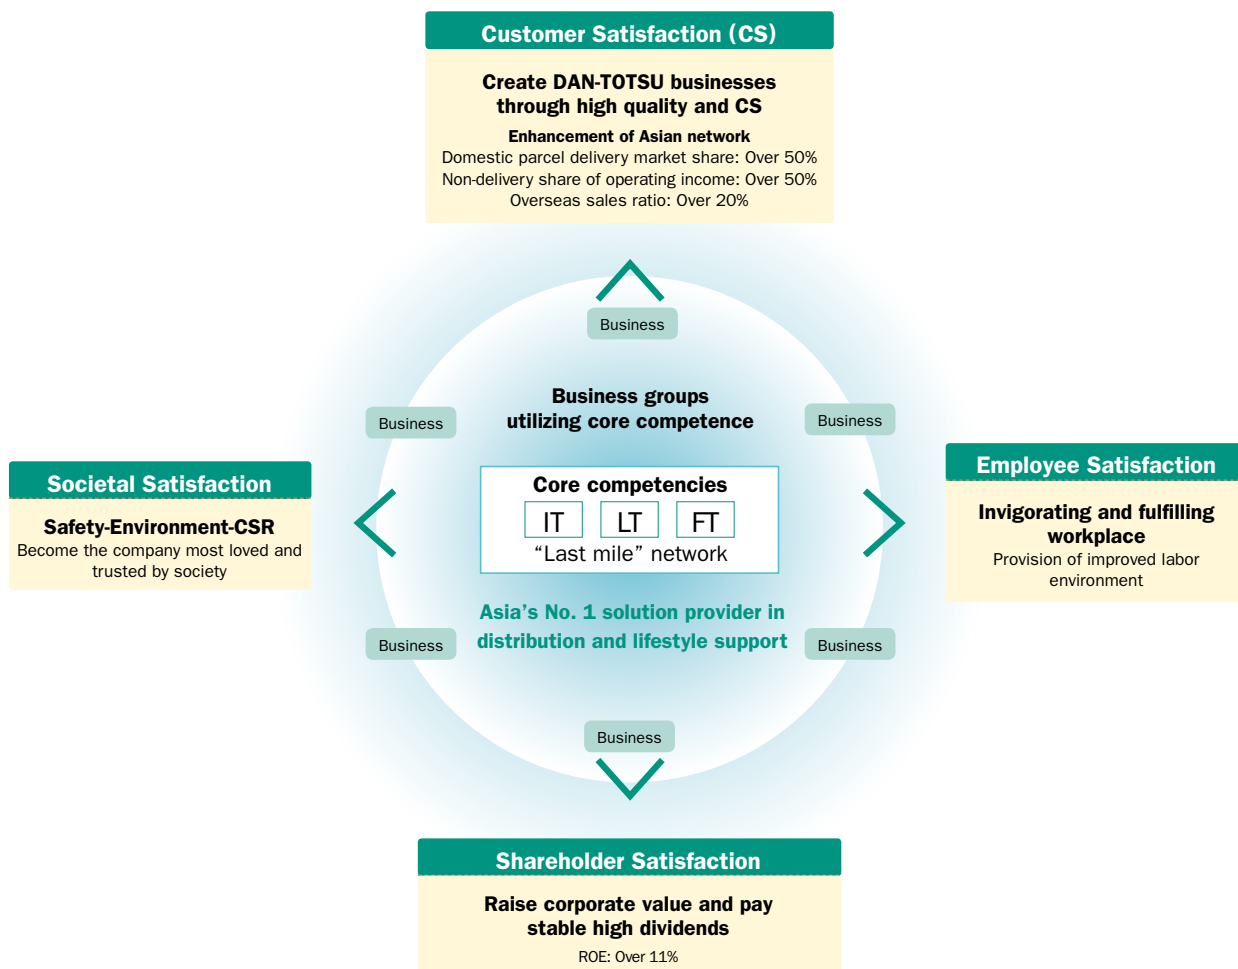 Customer Satisfaction (CS)
Create DAN-TOTSU businesses
through high quality and CS
Enhancement of Asian network
Domestic parcel delivery market share: Over 50%
Non-delivery share of operating income: Over 50%
Overseas sales ratio: Over 20%
Business
Business groups
utilizing core competence
Business
Business
Societal Satisfaction
Safety-Environment-CSR
Become the company most loved and
trusted by society
Core competencies
IT LT FT
“Last mile” network
Employee Satisfaction
Invigorating and fulfilling
workplace
Provision of improved labor
environment
Asia’s No. 1 solution provider in
distribution and lifestyle support
Business
Business
Business
Shareholder Satisfaction
Raise corporate value and pay
stable high dividends
ROE: Over 11%